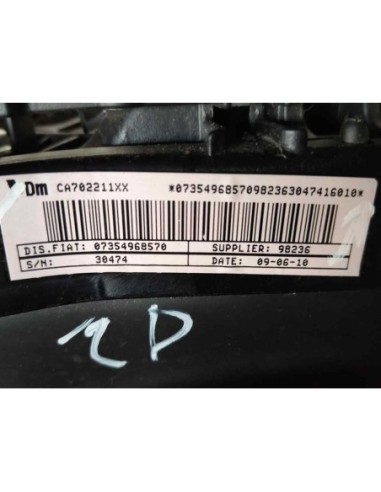 Dm CA702211XX *07354968570982363047416010*
DIS.FIAT: 07354968570 SUPPLIER: 98236
S/N: 30474 DATE: 09-06-10
2D